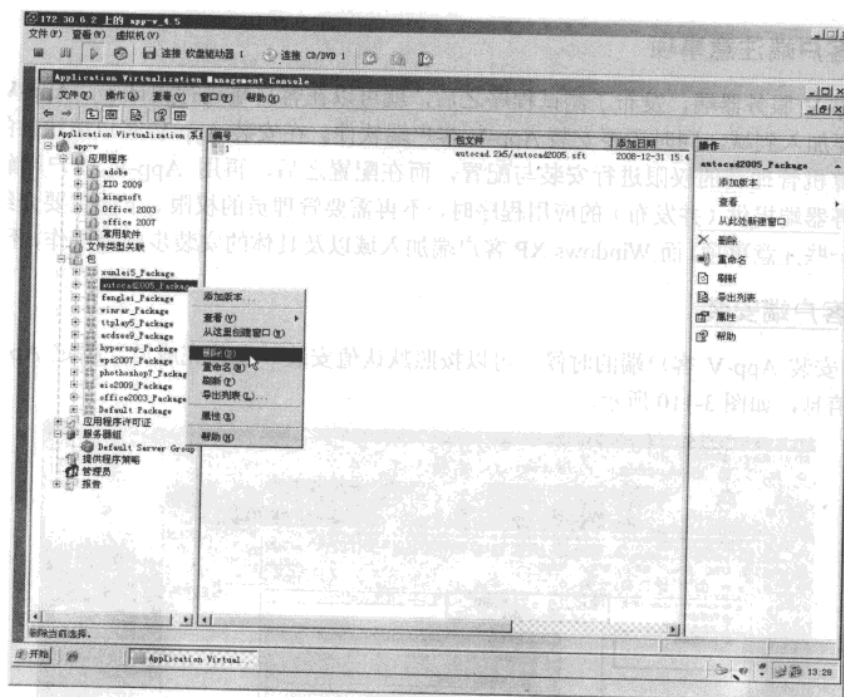 172.30.6.2 上的 app-v_4.5
文件(F) 查看(W) 虚拟机(V)
连接 软盘驱动器 1 连接 CD/DVD 1
Application Virtualization Management Console
文件(F) 操作(A) 查看(V) 窗口(W) 帮助(H)
Application Virtualization 系
app-v
应用程序
adobe
EIO 2009
kingsoft
Office 2003
office 2007
常用软件
文件类型关联
包
xunlei5_Package
autocad2005_Package
fenglei_Package
winrar_Package
ttplay5_Package
acdsee9_Package
hypersnp_Package
wps2007_Package
phothoshop7_Packag
eio2009_Package
office2003_Package
Default Package
应用程序许可证
服务器组
Default Server Group
提供程序策略
管理员
报告
编号 包文件 添加日期
1 autocad.2k5/autocad2005.sft 2008-12-31 15:4
添加版本...
查看(V)
从这里创建窗口(W)
删除(D)
重命名(M)
刷新(F)
导出列表(L)...
属性(R)
帮助(H)
操作
autocad2005_Package
添加版本
查看
从此处新建窗口
删除
重命名
刷新
导出列表
属性
帮助
删除当前选择。
开始 Application Virtual 13:28